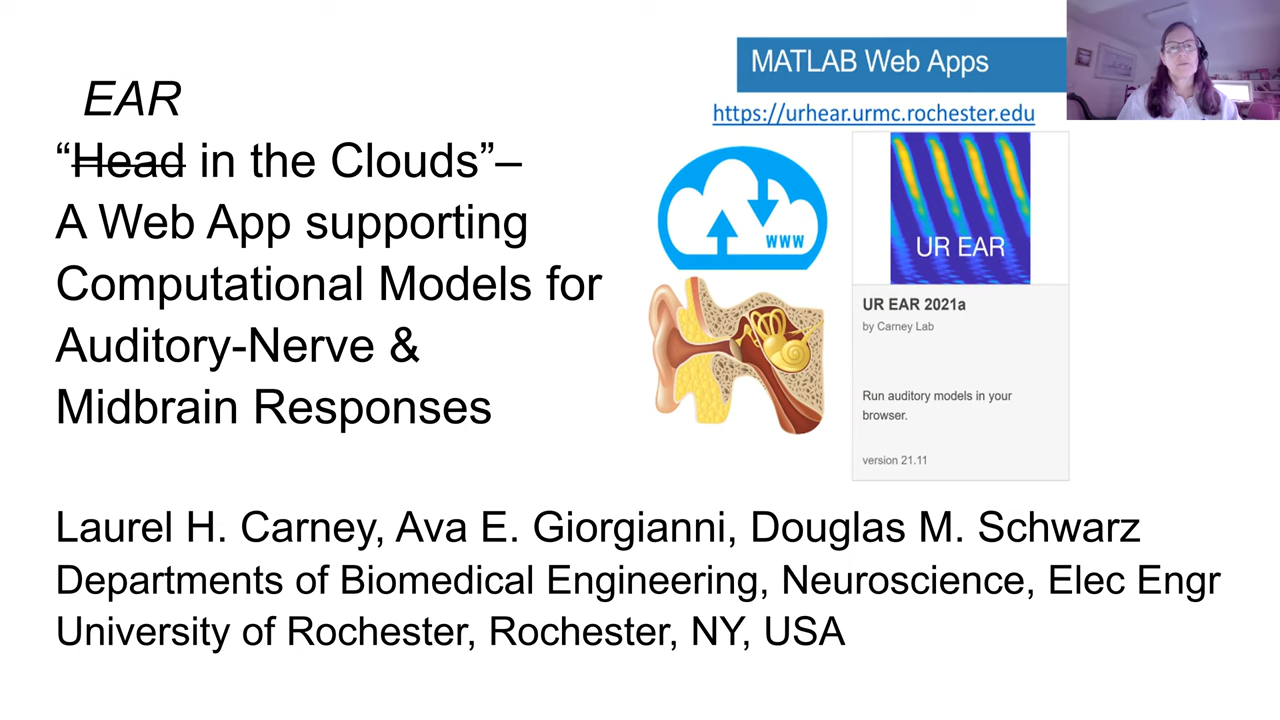 EAR
“Head in the Clouds”–
A Web App supporting
Computational Models for
Auditory-Nerve &
Midbrain Responses
MATLAB Web Apps
https://urhear.urmc.rochester.edu
www
UR EAR
UR EAR 2021a
by Carney Lab
Run auditory models in your
browser.
version 21.11
Laurel H. Carney, Ava E. Giorgianni, Douglas M. Schwarz
Departments of Biomedical Engineering, Neuroscience, Elec Engr
University of Rochester, Rochester, NY, USA